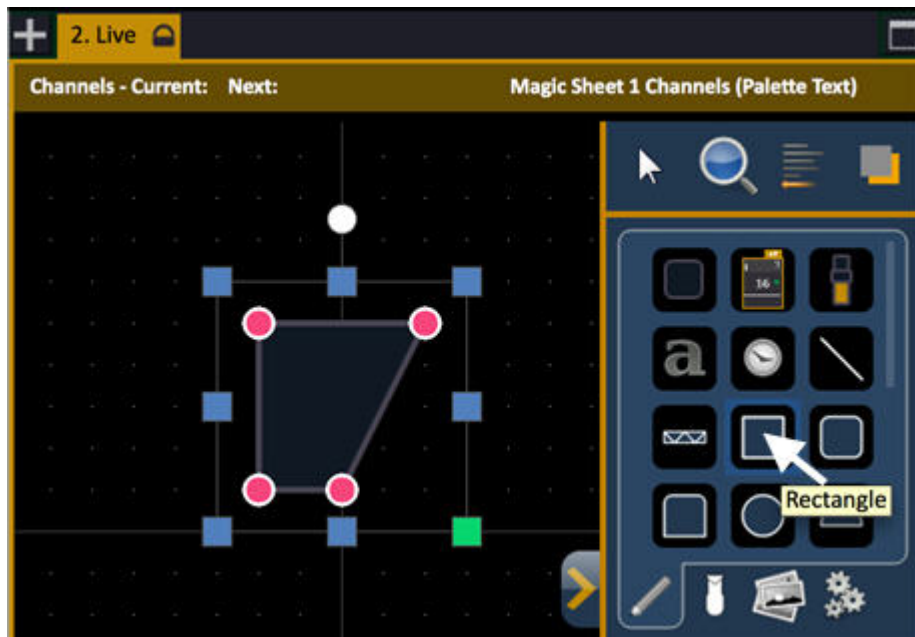 2. Live
Channels - Current: Next:
Magic Sheet 1 Channels (Palette Text)
16
a
Rectangle